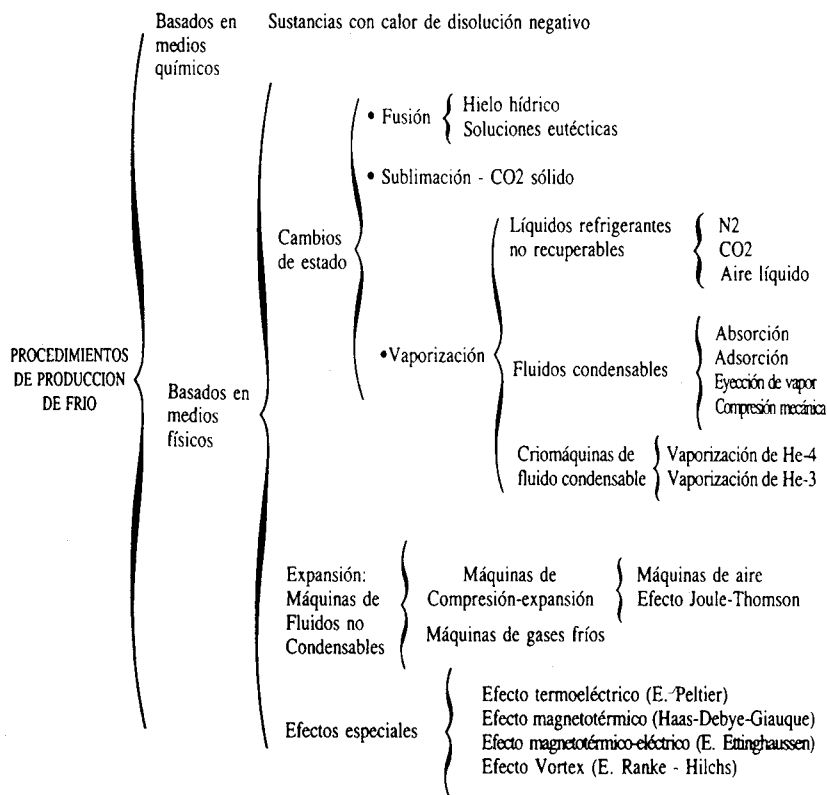 Basados en
medios
químicos
Sustancias con calor de disolución negativo
PROCEDIMIENTOS
DE PRODUCCION
DE FRIO
Basados en
medios
físicos
Cambios
de estado
• Fusión
Hielo hídrico
Soluciones eutécticas
• Sublimación - CO2 sólido
•Vaporización
Líquidos refrigerantes
no recuperables
N2
CO2
Aire líquido
Fluidos condensables
Absorción
Adsorción
Eyección de vapor
Compresión mecánica
Criomáquinas de
fluido condensable
Vaporización de He-4
Vaporización de He-3
Expansión:
Máquinas de
Fluidos no
Condensables
Máquinas de
Compresión-expansión
Máquinas de aire
Efecto Joule-Thomson
Máquinas de gases fríos
Efectos especiales
Efecto termoeléctrico (E. Peltier)
Efecto magnetotérmico (Haas-Debye-Giauque)
Efecto magnetotérmico-eléctrico (E. Ettinghaussen)
Efecto Vortex (E. Ranke - Hilchs)